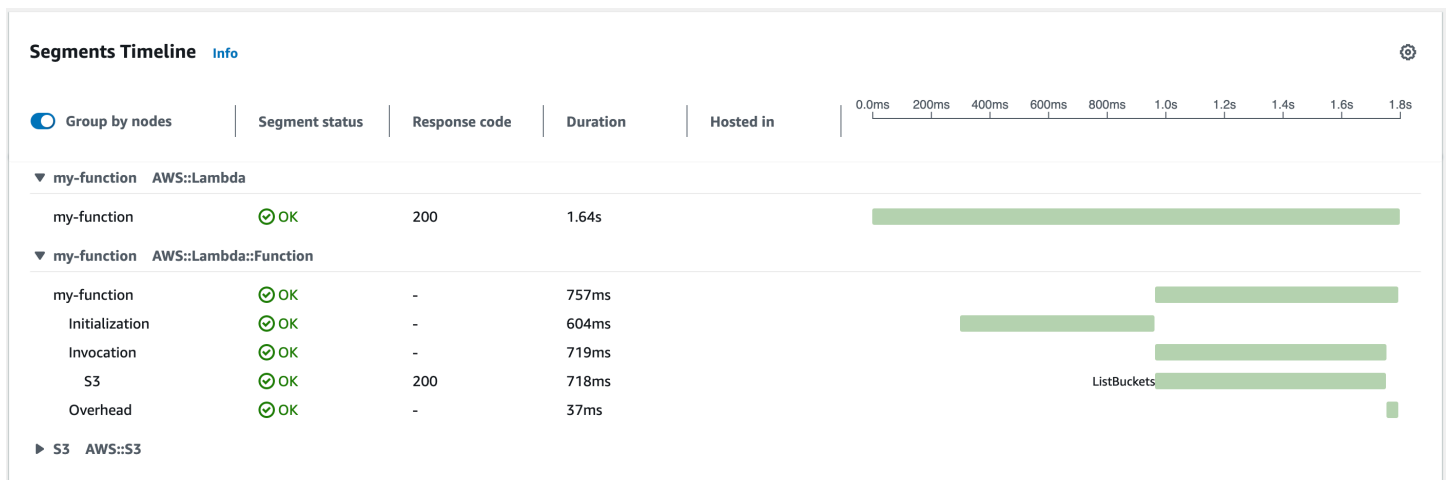 Segments Timeline Info
Group by nodes Segment status Response code Duration Hosted in 0.0ms 200ms 400ms 600ms 800ms 1.0s 1.2s 1.4s 1.6s 1.8s
my-function AWS::Lambda
my-function OK 200 1.64s
my-function AWS::Lambda::Function
my-function OK - 757ms
Initialization OK - 604ms
Invocation OK - 719ms
S3 OK 200 718ms ListBuckets
Overhead OK - 37ms
S3 AWS::S3